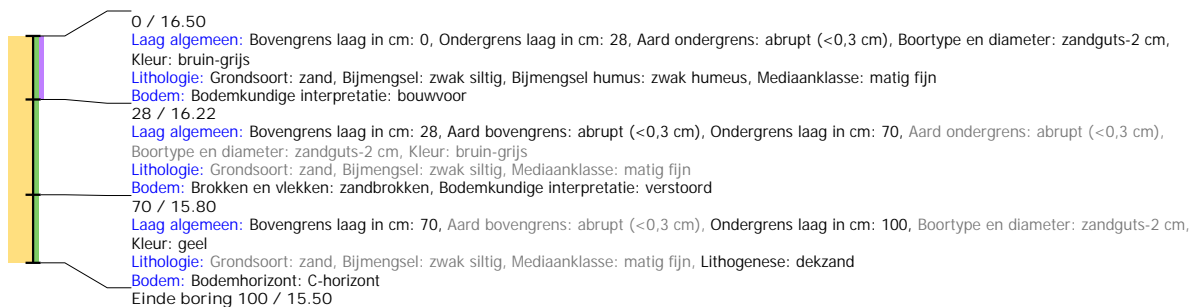 0 / 16.50
Laag algemeen: Bovengrens laag in cm: 0, Ondergrens laag in cm: 28, Aard ondergrens: abrupt (<0,3 cm), Boortype en diameter: zandguts-2 cm,
Kleur: bruin-grijs
Lithologie: Grondsoort: zand, Bijmengsel: zwak siltig, Bijmengsel humus: zwak humeus, Mediaanklasse: matig fijn
Bodem: Bodemkundige interpretatie: bouwvoor
28 / 16.22
Laag algemeen: Bovengrens laag in cm: 28, Aard bovengrens: abrupt (<0,3 cm), Ondergrens laag in cm: 70, Aard ondergrens: abrupt (<0,3 cm),
Boortype en diameter: zandguts-2 cm, Kleur: bruin-grijs
Lithologie: Grondsoort: zand, Bijmengsel: zwak siltig, Mediaanklasse: matig fijn
Bodem: Brokken en vlekken: zandbrokken, Bodemkundige interpretatie: verstoord
70 / 15.80
Laag algemeen: Bovengrens laag in cm: 70, Aard bovengrens: abrupt (<0,3 cm), Ondergrens laag in cm: 100, Boortype en diameter: zandguts-2 cm,
Kleur: geel
Lithologie: Grondsoort: zand, Bijmengsel: zwak siltig, Mediaanklasse: matig fijn, Lithogenese: dekzand
Bodem: Bodemhorizont: C-horizont
Einde boring 100 / 15.50